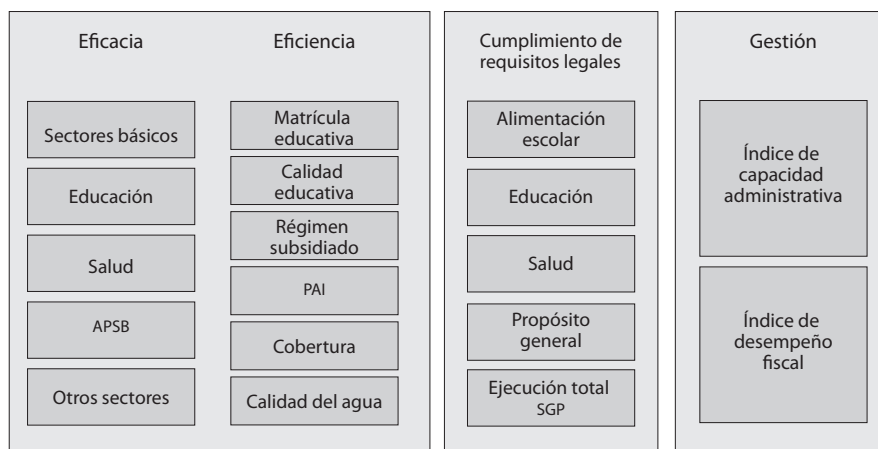 Eficacia
Sectores básicos
Educación
Salud
APSB
Otros sectores
Eficiencia
Matrícula
educativa
Calidad
educativa
Régimen
subsidiado
PAI
Cobertura
Calidad del agua
Cumplimiento de
requisitos legales
Alimentación
escolar
Educación
Salud
Propósito
general
Ejecución total
SGP
Gestión
Índice de
capacidad
administrativa
Índice de
desempeño
fiscal